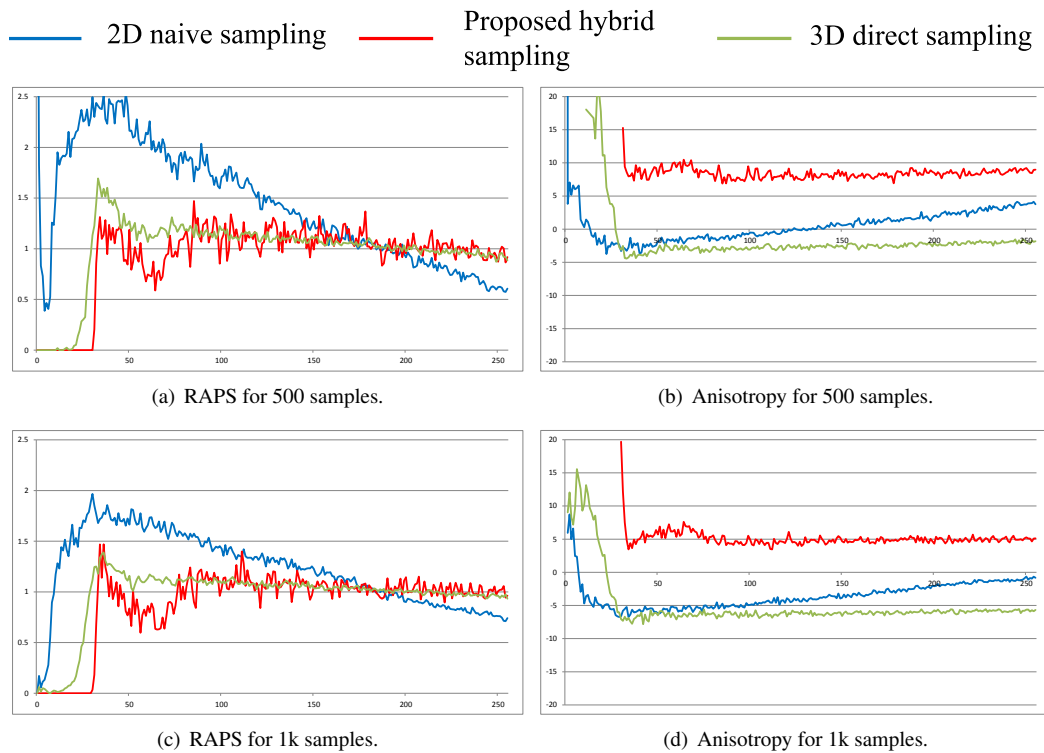 2D naive sampling
Proposed hybrid
sampling
3D direct sampling
2.5
2
1.5
1
0.5
0
0 50 100 150 200 250
(a) RAPS for 500 samples.
20
15
10
5
0
-5
-10
-15
-20
0 50 100 150 200 250
(b) Anisotropy for 500 samples.
2.5
2
1.5
1
0.5
0
0 50 100 150 200 250
(c) RAPS for 1k samples.
20
15
10
5
0
-5
-10
-15
-20
0 50 100 150 200 250
(d) Anisotropy for 1k samples.